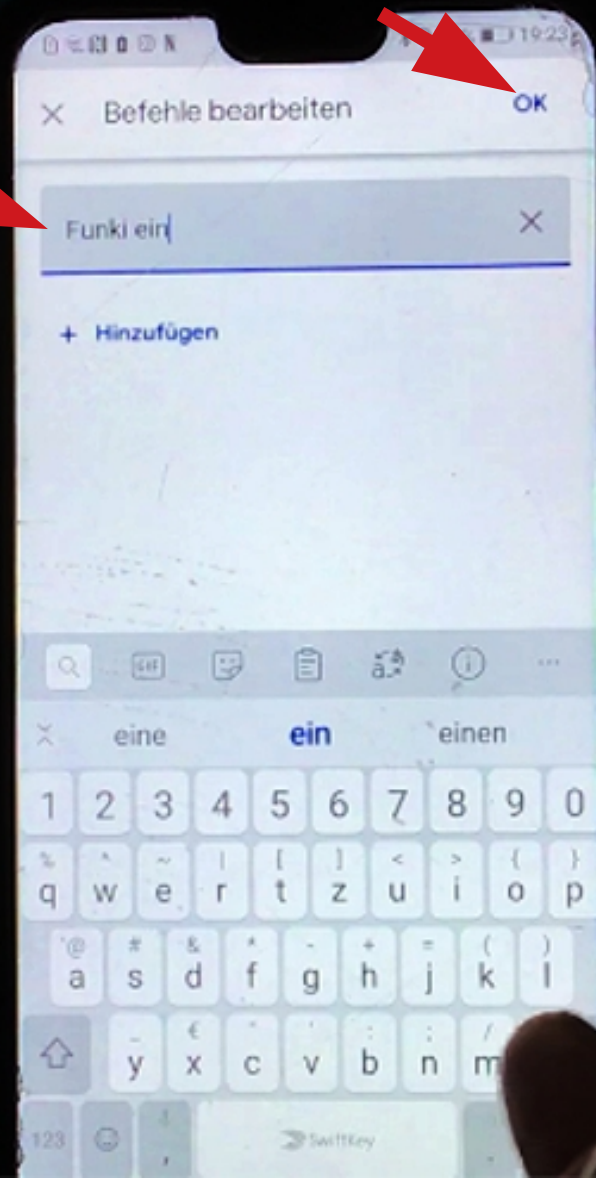 N 19:23
Befehle bearbeiten OK
Funki ein
+ Hinzufügen
GIF
eine ein einen
1 2 3 4 5 6 7 8 9 0
% ^ ~ | [ ] < > { }
q w e r t z u i o p
@ # & * - + = ( )
a s d f g h j k l
_ € " ' : ; /
y x c v b n m
123 , SwiftKey .